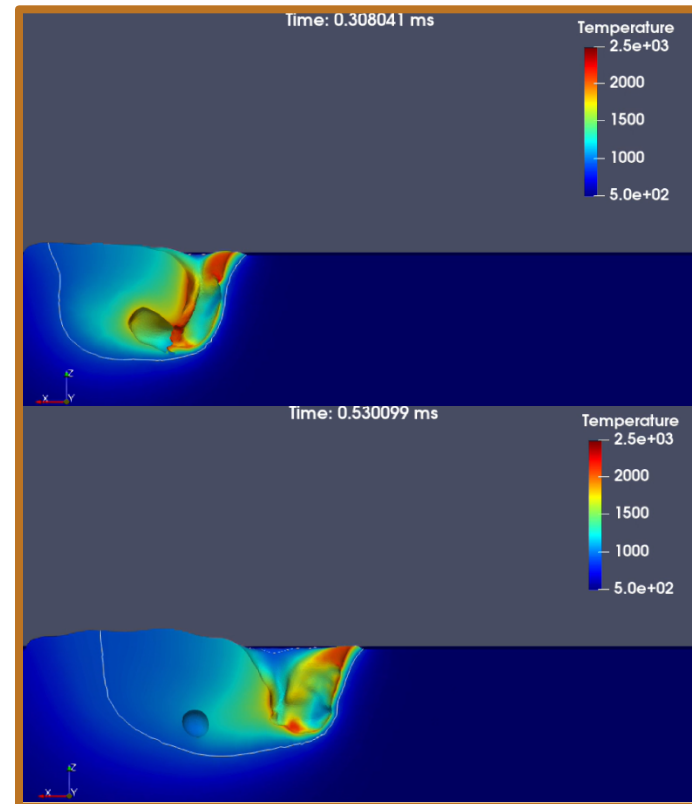 Time: 0.308041 ms
Temperature
2.5e+03
2000
1500
1000
5.0e+02
Z
X Y
Time: 0.530099 ms
Temperature
2.5e+03
2000
1500
1000
5.0e+02
Z
X Y